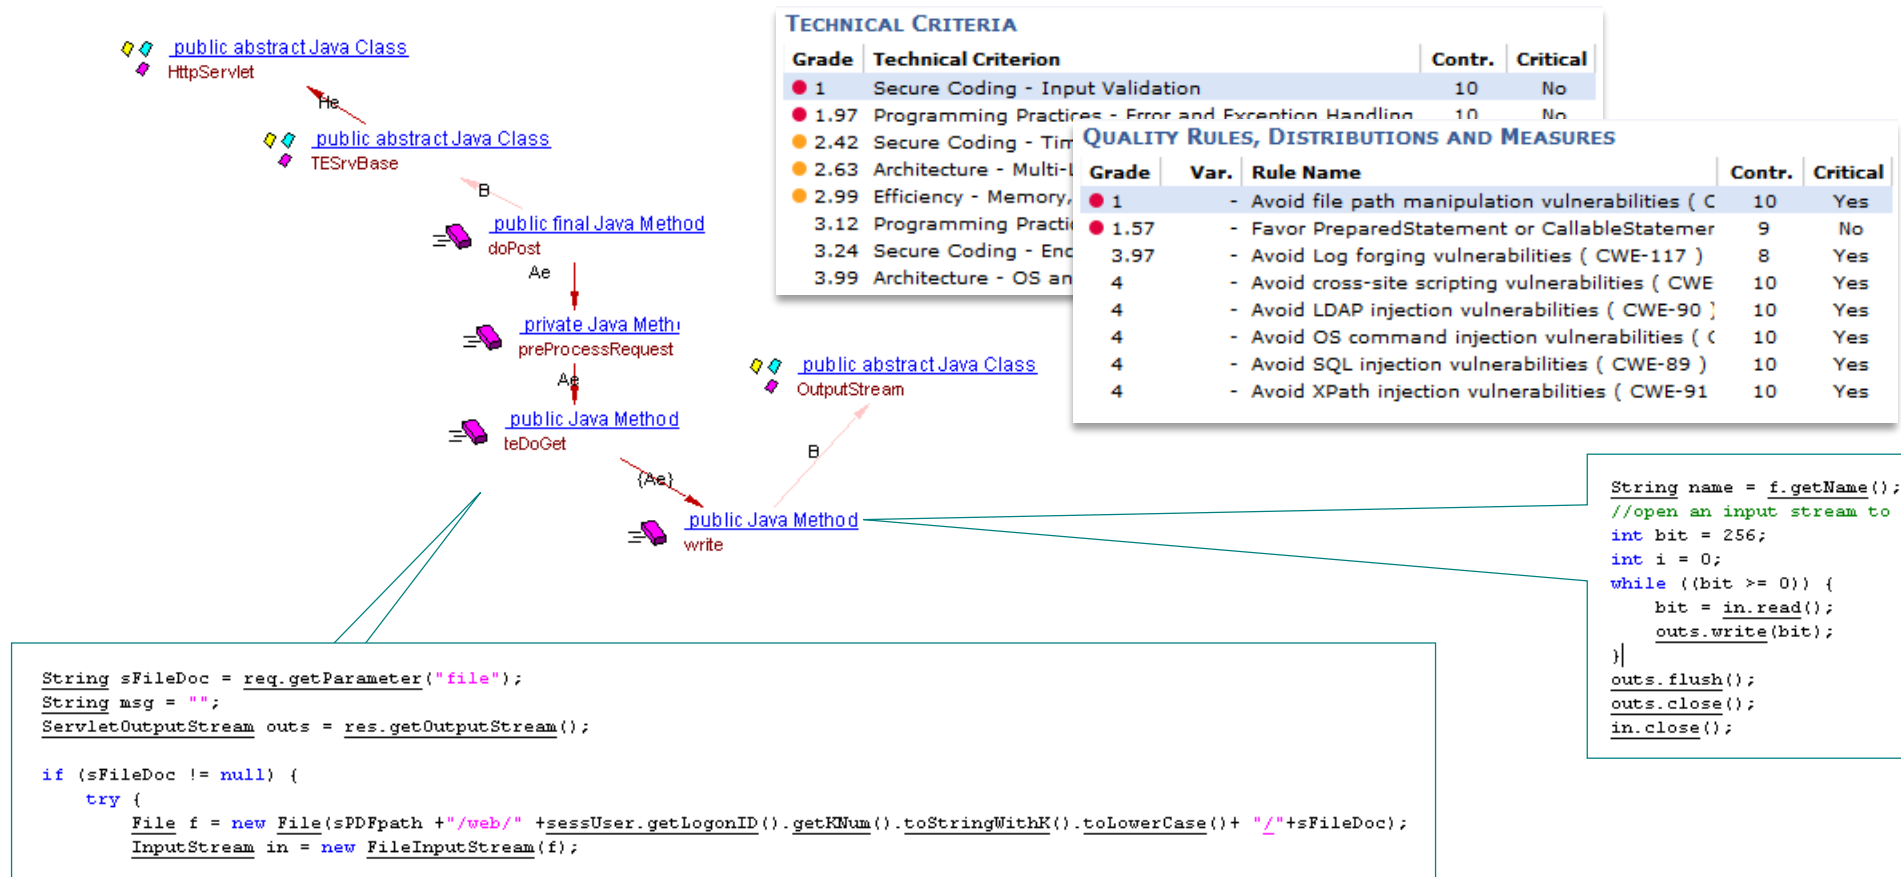 public abstract Java Class
HttpServlet
He
public abstract Java Class
TESrvBase
B
public final Java Method
doPost
Ae
private Java Meth
preProcessRequest
Ae
public Java Method
teDoGet
{Ae}
public Java Method
write
B
public abstract Java Class
OutputStream
TECHNICAL CRITERIA
Grade Technical Criterion Contr. Critical
1 Secure Coding - Input Validation 10 No
1.97 Programming Practices - Error and Exception Handling 10 No
2.42 Secure Coding - Tim
2.63 Architecture - Multi-L
2.99 Efficiency - Memory,
3.12 Programming Practi
3.24 Secure Coding - Enc
3.99 Architecture - OS an
QUALITY RULES, DISTRIBUTIONS AND MEASURES
Grade Var. Rule Name Contr. Critical
1 - Avoid file path manipulation vulnerabilities ( C 10 Yes
1.57 - Favor PreparedStatement or CallableStatemer 9 No
3.97 - Avoid Log forging vulnerabilities ( CWE-117 ) 8 Yes
4 - Avoid cross-site scripting vulnerabilities ( CWE 10 Yes
4 - Avoid LDAP injection vulnerabilities ( CWE-90 ) 10 Yes
4 - Avoid OS command injection vulnerabilities ( C 10 Yes
4 - Avoid SQL injection vulnerabilities ( CWE-89 ) 10 Yes
4 - Avoid XPath injection vulnerabilities ( CWE-91 10 Yes
String name = f.getName();
//open an input stream to
int bit = 256;
int i = 0;
while ((bit >= 0)) {
bit = in.read();
outs.write(bit);
}
outs.flush();
outs.close();
in.close();
String sFileDoc = req.getParameter("file");
String msg = "";
ServletOutputStream outs = res.getOutputStream();
if (sFileDoc != null) {
try {
File f = new File(sPDFpath +"/web/" +sessUser.getLogonID().getKNum().toStringWithK().toLowerCase()+ "/"+sFileDoc);
InputStream in = new FileInputStream(f);